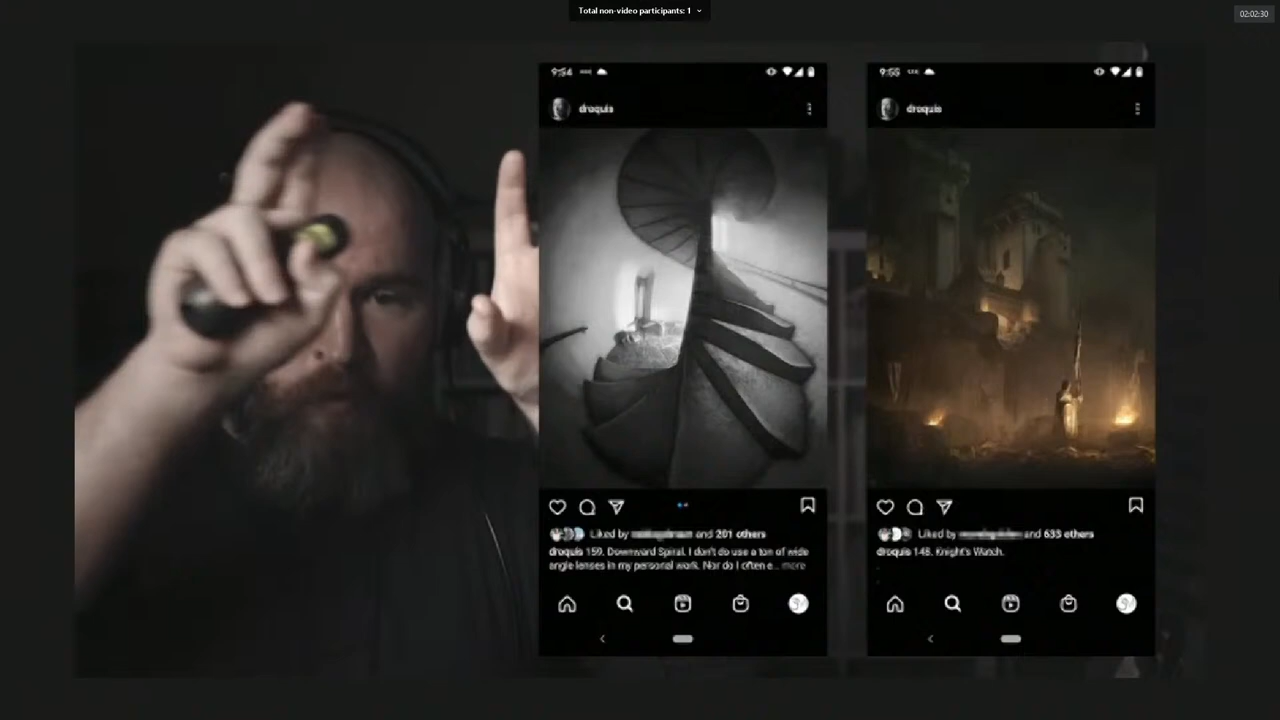 Total non-video participants: 1
02:02:30
9:54
droquis
Liked by and 201 others
droquis 159. Downward Spiral. I don't do use a ton of wide
angle lenses in my personal work. Nor do I often e... more
9:55
droquis
Liked by and 633 others
droquis 148. Knight's Watch.